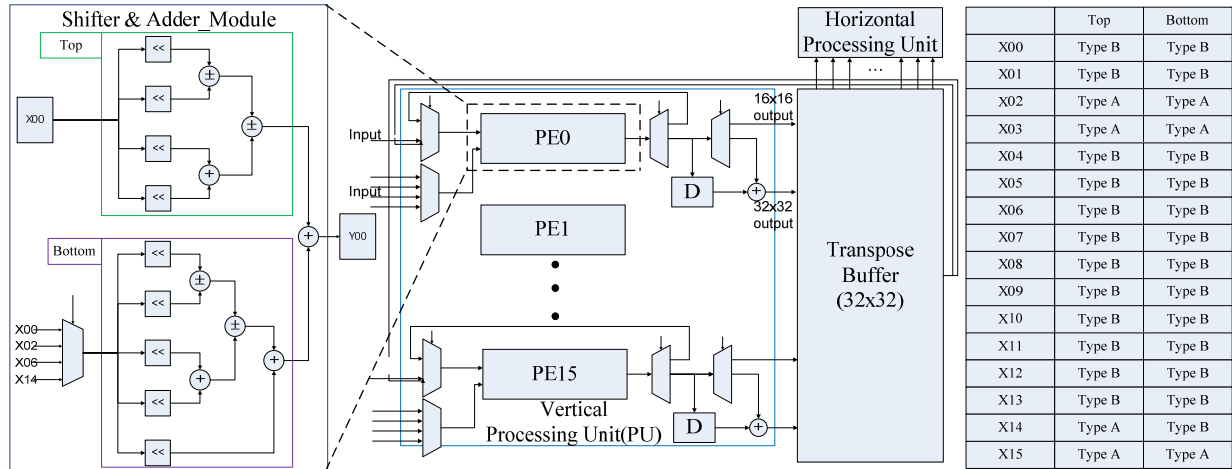 Shifter & Adder_Module
Top
<<
±
<<
±
X00
<<
+
<<
+
Y00
Bottom
<<
±
<<
±
X00
X02
X06
X14
<<
+
+
<<
<<
Input
Input
PE0
D
+
16x16
output
32x32
output
PE1
PE15
D
+
Vertical
Processing Unit(PU)
Horizontal
Processing Unit
...
Transpose
Buffer
(32x32)
Top Bottom
X00 Type B Type B
X01 Type B Type B
X02 Type A Type A
X03 Type A Type A
X04 Type B Type B
X05 Type B Type B
X06 Type B Type B
X07 Type B Type B
X08 Type B Type B
X09 Type B Type B
X10 Type B Type B
X11 Type B Type B
X12 Type B Type B
X13 Type B Type B
X14 Type A Type B
X15 Type A Type A